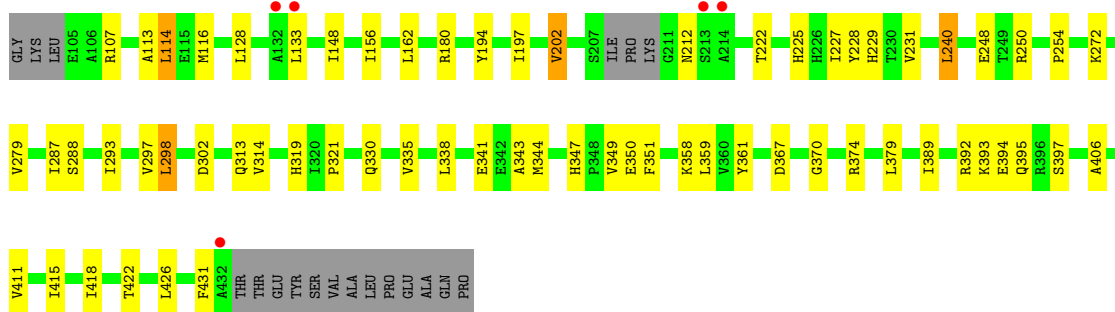 GLY LYS LEU E105 A106 R107 A113 L114 E115 M116 L128 A132 L133 I148 I156 L162 R180 Y194 I197 V202 S207 ILE PRO LYS G211 N212 S213 A214 T222 H225 H226 I227 Y228 H229 T230 V231 L240 E248 T249 R250 P254 K272
V279 I287 S288 I293 V297 L298 D302 Q313 V314 H319 I320 P321 Q330 V335 L338 E341 E342 A343 M344 H347 P348 V349 E350 F351 K358 L359 V360 Y361 D367 G370 R374 L379 I389 R392 K393 E394 Q395 R396 S397 A406
V411 I415 I418 T422 L426 F431 A432 THR THR GLU TYR SER VAL ALA LEU PRO GLU ALA GLN PRO